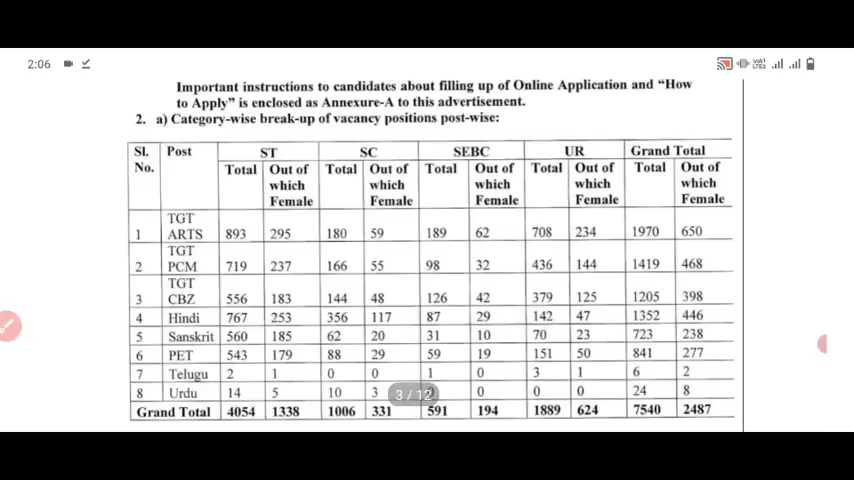 2:06
Important instructions to candidates about filling up of Online Application and “How
to Apply” is enclosed as Annexure-A to this advertisement.
2. a) Category-wise break-up of vacancy positions post-wise:
Sl. No. Post ST SC SEBC UR Grand Total
Total Out of which Female Total Out of which Female Total Out of which Female Total Out of which Female Total Out of which Female
1 TGT ARTS 893 295 180 59 189 62 708 234 1970 650
2 TGT PCM 719 237 166 55 98 32 436 144 1419 468
3 TGT CBZ 556 183 144 48 126 42 379 125 1205 398
4 Hindi 767 253 356 117 87 29 142 47 1352 446
5 Sanskrit 560 185 62 20 31 10 70 23 723 238
6 PET 543 179 88 29 59 19 151 50 841 277
7 Telugu 2 1 0 0 1 0 3 1 6 2
8 Urdu 14 5 10 3 0 0 0 24 8
3 / 12
Grand Total 4054 1338 1006 331 591 194 1889 624 7540 2487